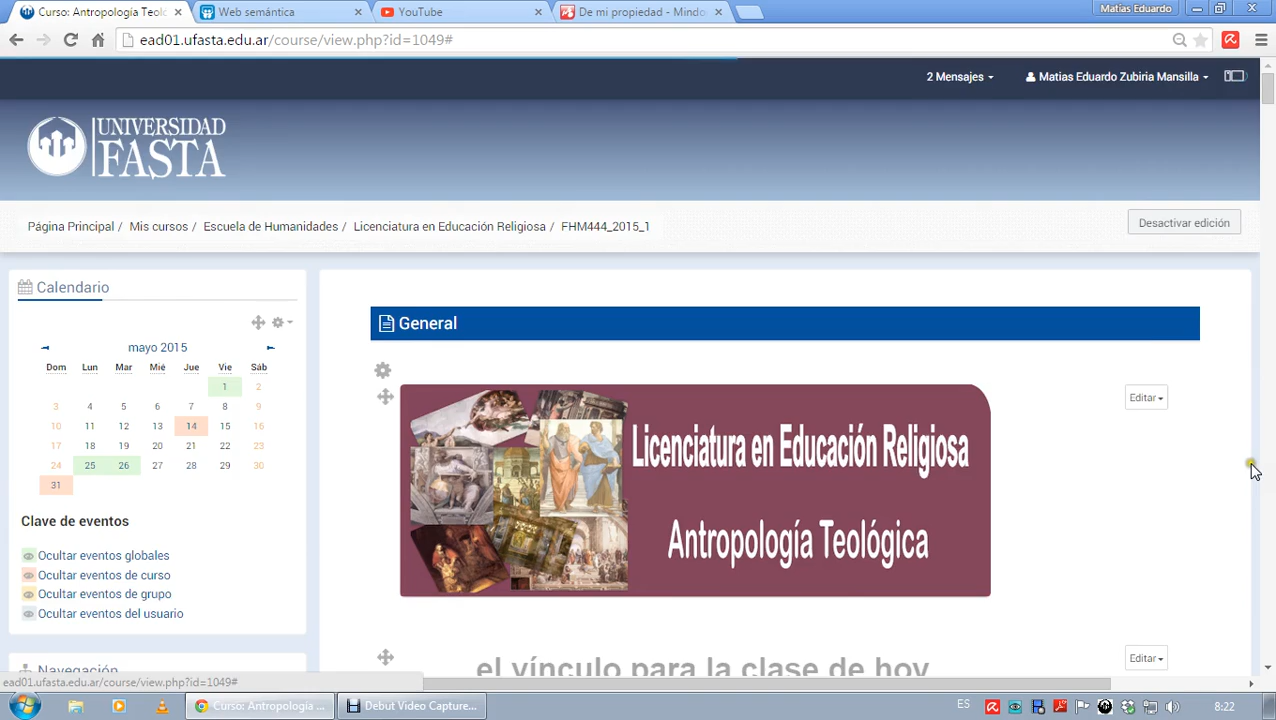 Curso: Antropología Teoló
Web semántica
YouTube
De mi propiedad - Mindo
Matías Eduardo
ead01.ufasta.edu.ar/course/view.php?id=1049#
2 Mensajes
Matias Eduardo Zubiria Mansilla
UNIVERSIDAD
FASTA
Página Principal / Mis cursos / Escuela de Humanidades / Licenciatura en Educación Religiosa / FHM444_2015_1
Desactivar edición
Calendario
General
mayo 2015
Dom Lun Mar Mié Jue Vie Sáb
1 2
3 4 5 6 7 8 9
10 11 12 13 14 15 16
17 18 19 20 21 22 23
24 25 26 27 28 29 30
31
Editar
Licenciatura en Educación Religiosa
Antropología Teológica
Clave de eventos
Ocultar eventos globales
Ocultar eventos de curso
Ocultar eventos de grupo
Ocultar eventos del usuario
Navegación
el vínculo para la clase de hoy
Editar
ead01.ufasta.edu.ar/course/view.php?id=1049#
Curso: Antropología ...
Debut Video Capture...
ES
8:22